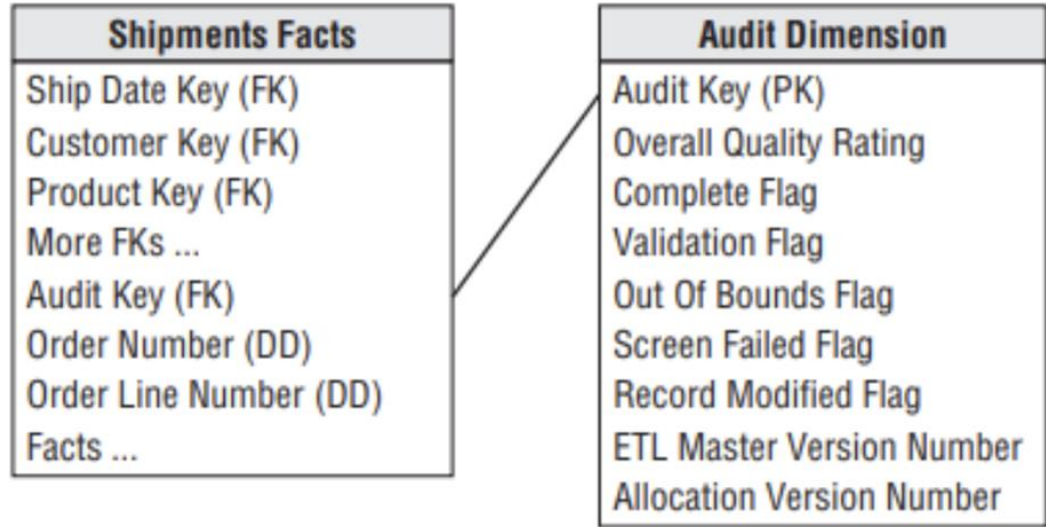 Shipments Facts
Ship Date Key (FK)
Customer Key (FK)
Product Key (FK)
More FKs ...
Audit Key (FK)
Order Number (DD)
Order Line Number (DD)
Facts ...
Audit Dimension
Audit Key (PK)
Overall Quality Rating
Complete Flag
Validation Flag
Out Of Bounds Flag
Screen Failed Flag
Record Modified Flag
ETL Master Version Number
Allocation Version Number